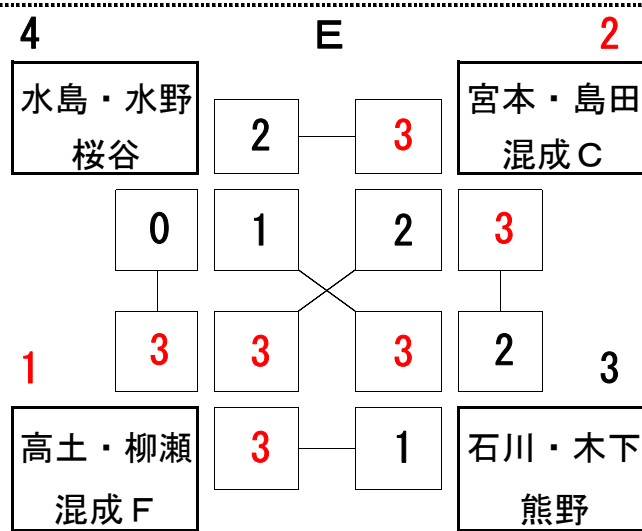 4 E 2
水島・水野 2 3 宮本・島田
桜谷 混成C
0 1 2 3
3 3 3 2
1 3
高土・柳瀬 3 1 石川・木下
混成F 熊野